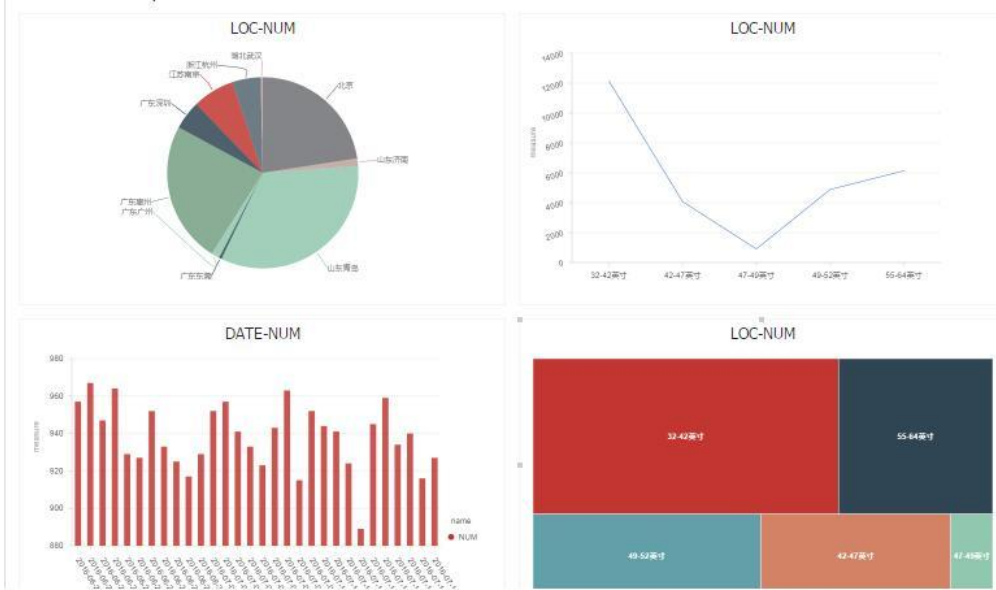 LOC-NUM
湖北武汉
浙江杭州
江苏南京
北京
广东深圳
山东济南
广东惠州
广东广州
广东东莞
山东青岛
LOC-NUM
14000
12000
10000
8000
6000
4000
2000
0
measure
32-42英寸
42-47英寸
47-49英寸
49-52英寸
55-64英寸
DATE-NUM
980
960
940
920
900
880
measure
name
NUM
LOC-NUM
32-42英寸
55-64英寸
49-52英寸
42-47英寸
47-49英寸